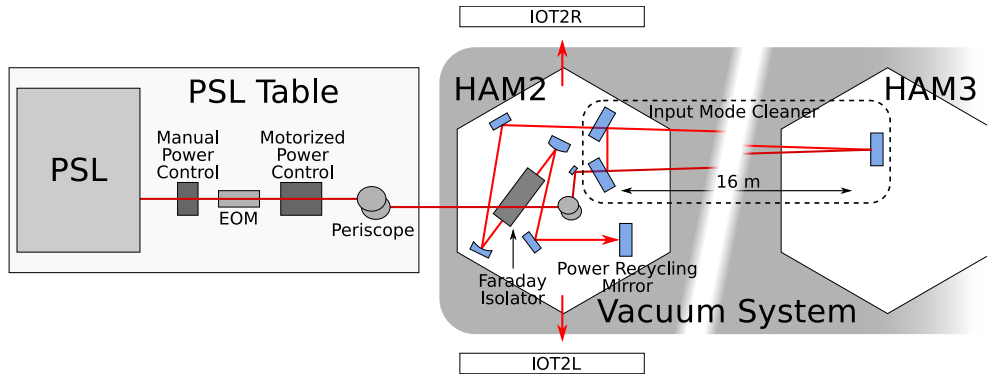 IOT2R
PSL Table
HAM2
HAM3
Input Mode Cleaner
Manual
Power
Control
Motorized
Power
Control
PSL
EOM
Periscope
16 m
Faraday
Isolator
Power Recycling
Mirror
Vacuum System
IOT2L